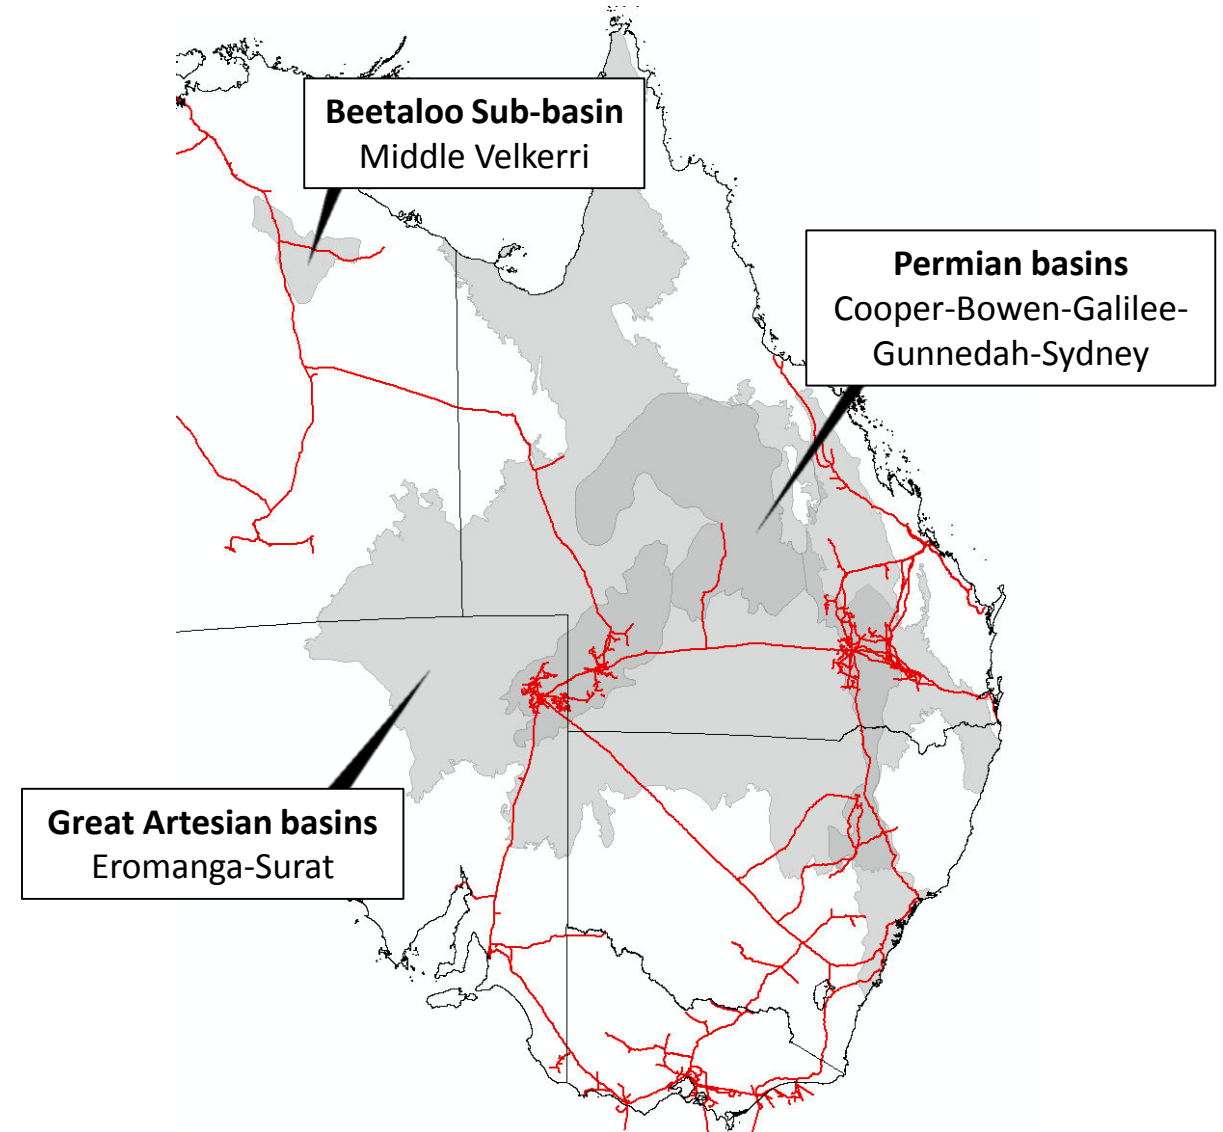 Beetaloo Sub-basin
Middle Velkerri
Permian basins
Cooper-Bowen-Galilee-
Gunnedah-Sydney
Great Artesian basins
Eromanga-Surat